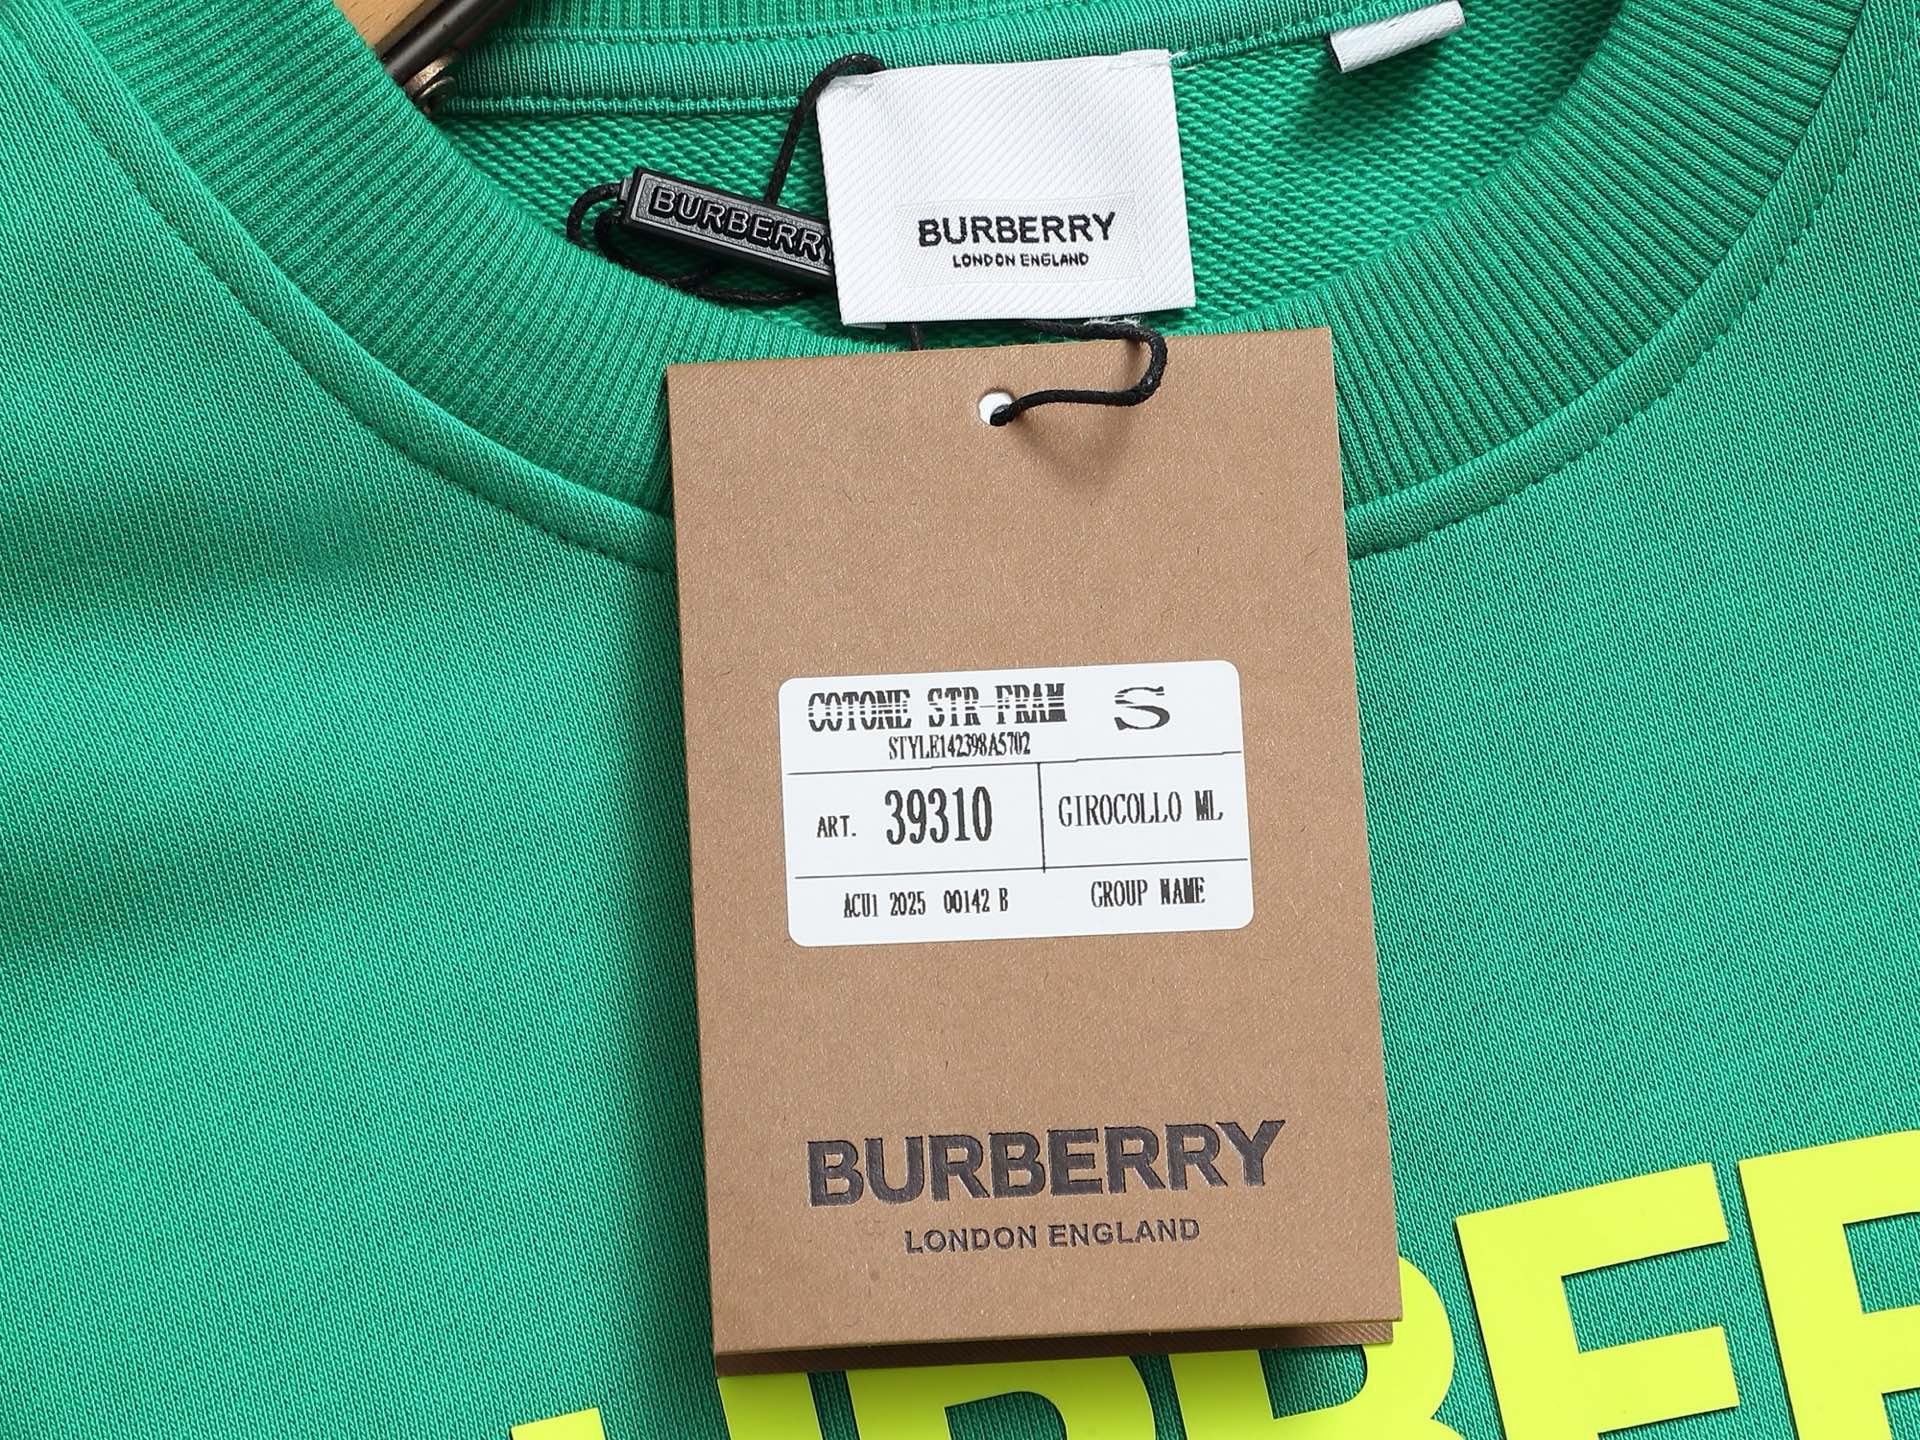 BURBERRY
BURBERRY
LONDON ENGLAND
COTONE STR-FRAM S
STYLE142398A5702
ART. 39310
GIROCOLLO ML
ACU1 2025 00142 B
GROUP NAME
BURBERRY
LONDON ENGLAND